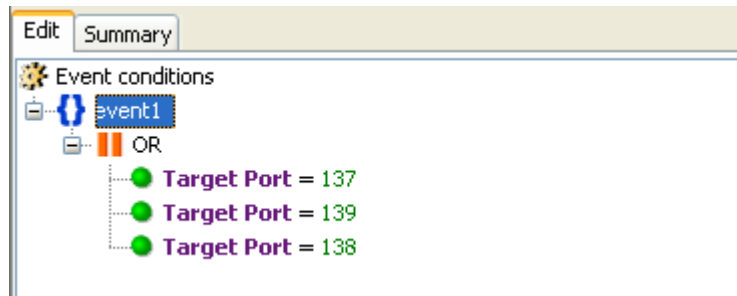 Edit Summary
Event conditions
event1
OR
Target Port = 137
Target Port = 139
Target Port = 138